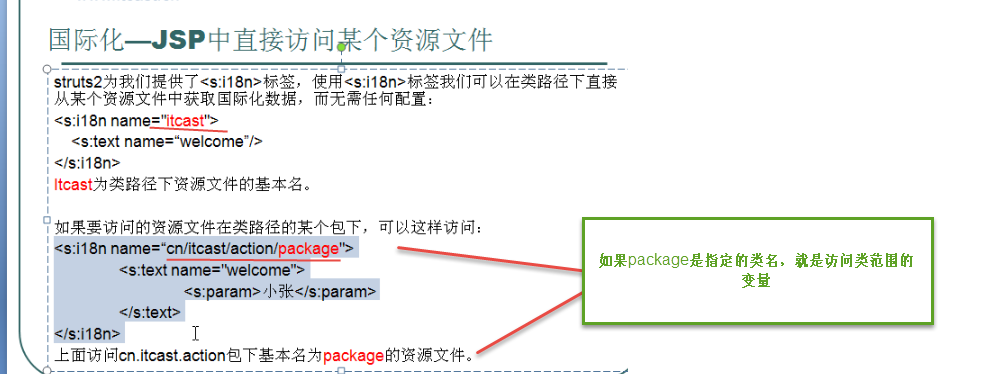 国际化—JSP中直接访问某个资源文件
struts2为我们提供了<s:i18n>标签，使用<s:i18n>标签我们可以在类路径下直接
从某个资源文件中获取国际化数据，而无需任何配置：
<s:i18n name="itcast">
<s:text name=“welcome”/>
</s:i18n>
Itcast为类路径下资源文件的基本名。
如果要访问的资源文件在类路径的某个包下，可以这样访问：
<s:i18n name=“cn/itcast/action/package">
<s:text name="welcome">
<s:param>小张</s:param>
</s:text>
</s:i18n>
上面访问cn.itcast.action包下基本名为package的资源文件。
如果package是指定的类名，就是访问类范围的
变量